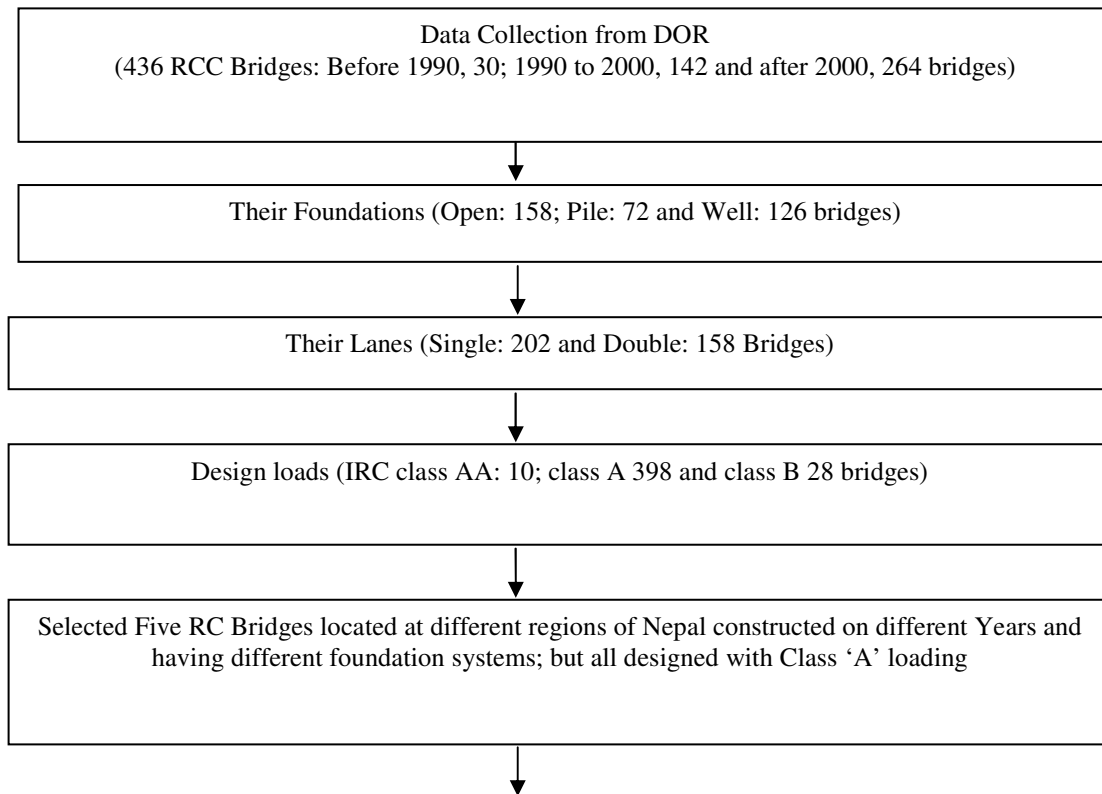 Data Collection from DOR
(436 RCC Bridges: Before 1990, 30; 1990 to 2000, 142 and after 2000, 264 bridges)
Their Foundations (Open: 158; Pile: 72 and Well: 126 bridges)
Their Lanes (Single: 202 and Double: 158 Bridges)
Design loads (IRC class AA: 10; class A 398 and class B 28 bridges)
Selected Five RC Bridges located at different regions of Nepal constructed on different Years and
having different foundation systems; but all designed with Class ‘A’ loading